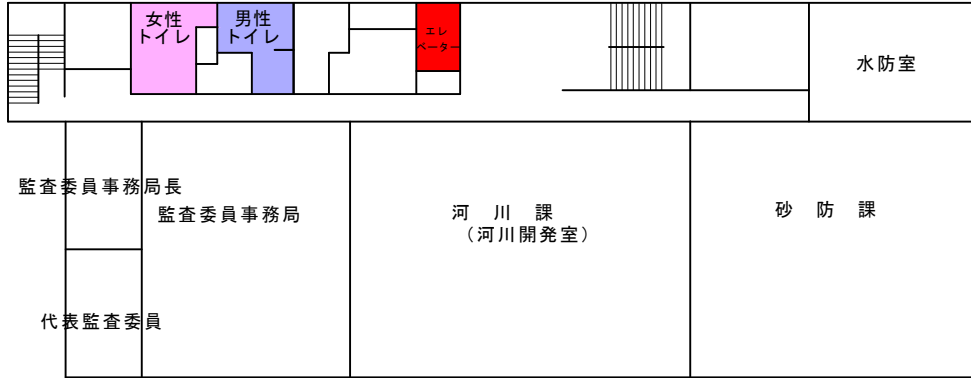 女性
トイレ
男性
トイレ
エレ
ベーター
水防室
監査委員事務局長
監査委員事務局
河 川 課
(河川開発室)
砂 防 課
代表監査委員